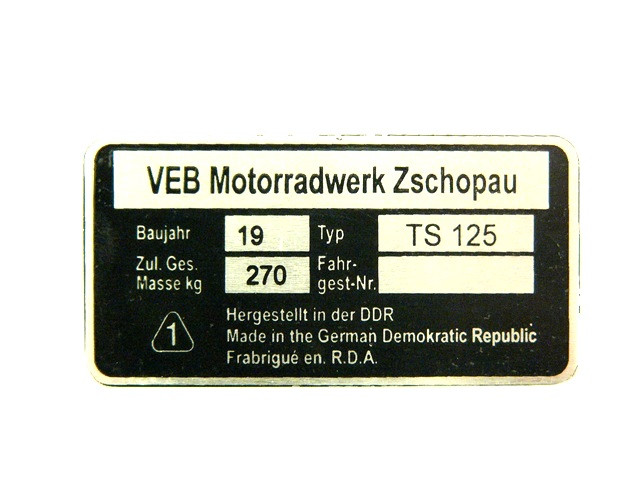 VEB Motorradwerk Zschopau
Baujahr 19 Typ TS 125
Zul. Ges. Masse kg 270 Fahr-gest-Nr.
1
Hergestellt in der DDR
Made in the German Demokratic Republic
Frabrigué en. R.D.A.